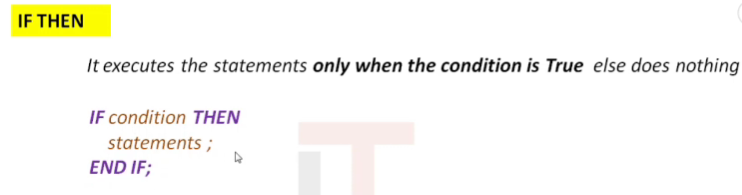 IF THEN
It executes the statements only when the condition is True else does nothing
IF condition THEN
statements ;
END IF;